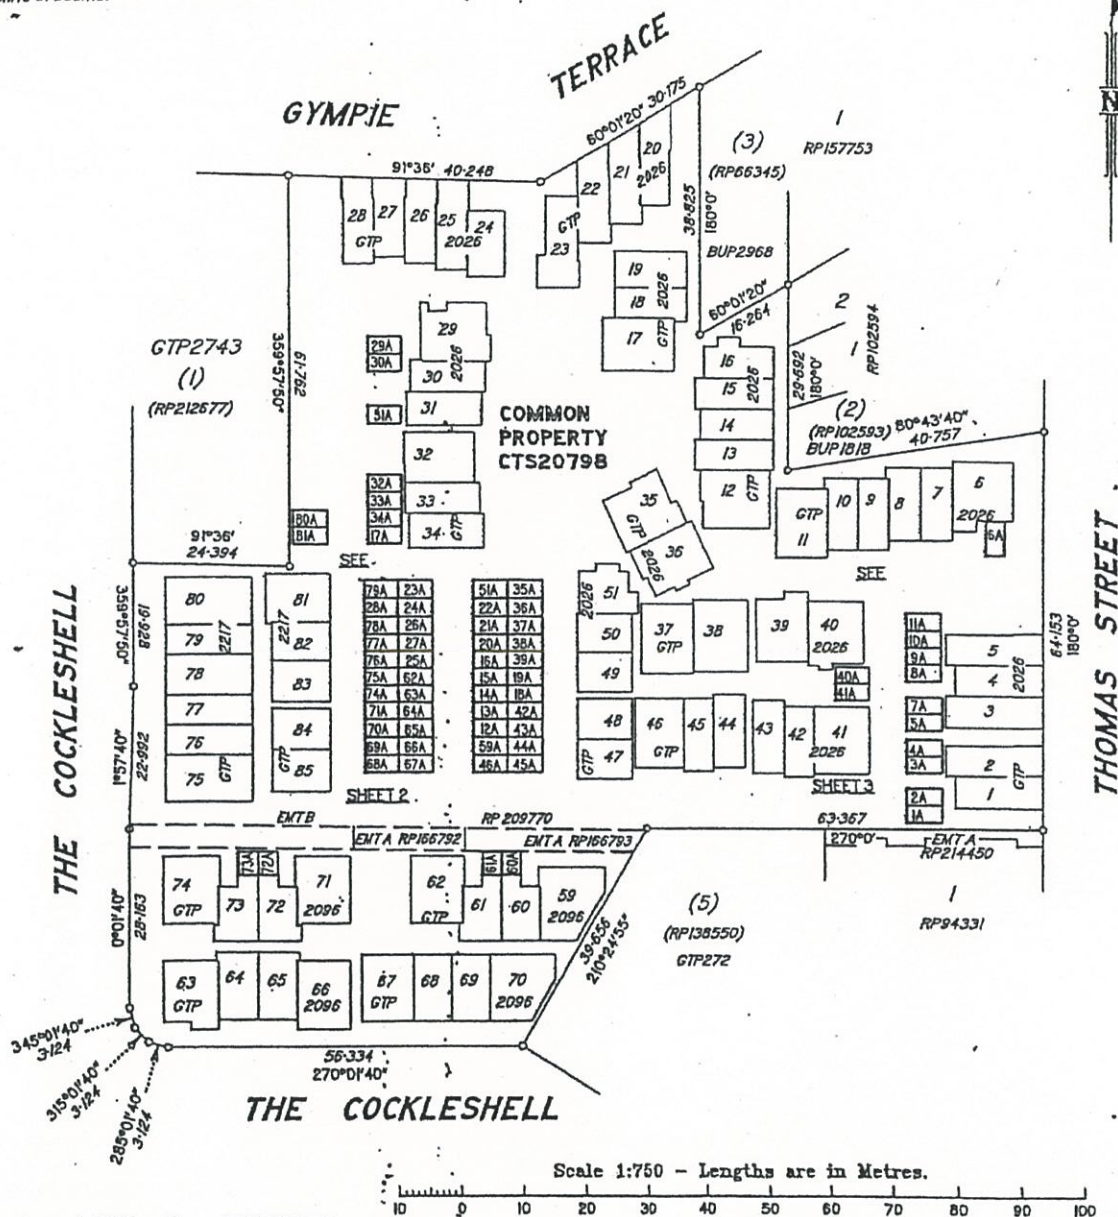 GYMPIE
TERRACE
60°01'20" 30·175
91°36' 40·248
(3)
(RP66345)
1
RP157753
N
28
27
26
25
24
GTP
2026
23
22
21
20
GTP
2026
38·825
180°0'
BUP2968
19
18
17
2026
GTP
60°01'20"
16·264
2
1
RP102594
29·692
180°0'
GTP2743
(1)
(RP212677)
359°57'50"
61·762
29
2026
30
31
32
33
34
GTP
29A
30A
31A
32A
33A
34A
17A
COMMON
PROPERTY
CTS20798
16
15
14
13
12
2026
GTP
(2)
(RP102593)
BUP1818
80°43'40"
40·757
35
GTP
36
2026
11
GTP
10
9
8
7
6
2026
6A
80A
81A
91°36'
24·394
SEE
SEE
THE COCKLESHELL
359°57'50"
19·828
1°57'40"
22·992
80
79
78
77
76
75
2217
GTP
81
82
83
84
85
2217
GTP
79A 23A
28A 24A
78A 26A
77A 27A
76A 25A
75A 62A
74A 63A
71A 64A
70A 65A
69A 66A
68A 67A
51A 35A
22A 36A
21A 37A
20A 38A
16A 39A
15A 19A
14A 18A
13A 42A
12A 43A
59A 44A
46A 45A
2026
51
50
49
48
47
GTP
37
GTP
38
39
40
2026
40A
41A
46
GTP
45
44
43
42
41
2026
11A
10A
9A
8A
7A
5A
4A
3A
2A
1A
5
4
3
2
1
2026
GTP
64·153
180°0'
THOMAS STREET
SHEET 2
SHEET 3
EMT B
RP 209770
EMT A RP166792
EMT A RP166793
63·367
270°0'
EMT A
RP214450
1
RP94331
(5)
(RP138550)
GTP272
39·656
210°24'55"
0°01'40"
28·163
74
GTP
73
73A
72A
72
71
2096
62
GTP
61
61A
60A
60
59
2096
63
GTP
64
65
66
2096
67
GTP
68
69
70
2096
345°01'40"
3·124
315°01'40"
3·124
285°01'40"
3·124
56·334
270°01'40"
THE COCKLESHELL
Scale 1:750 - Lengths are in Metres.
10 0 10 20 30 40 50 60 70 80 90 100